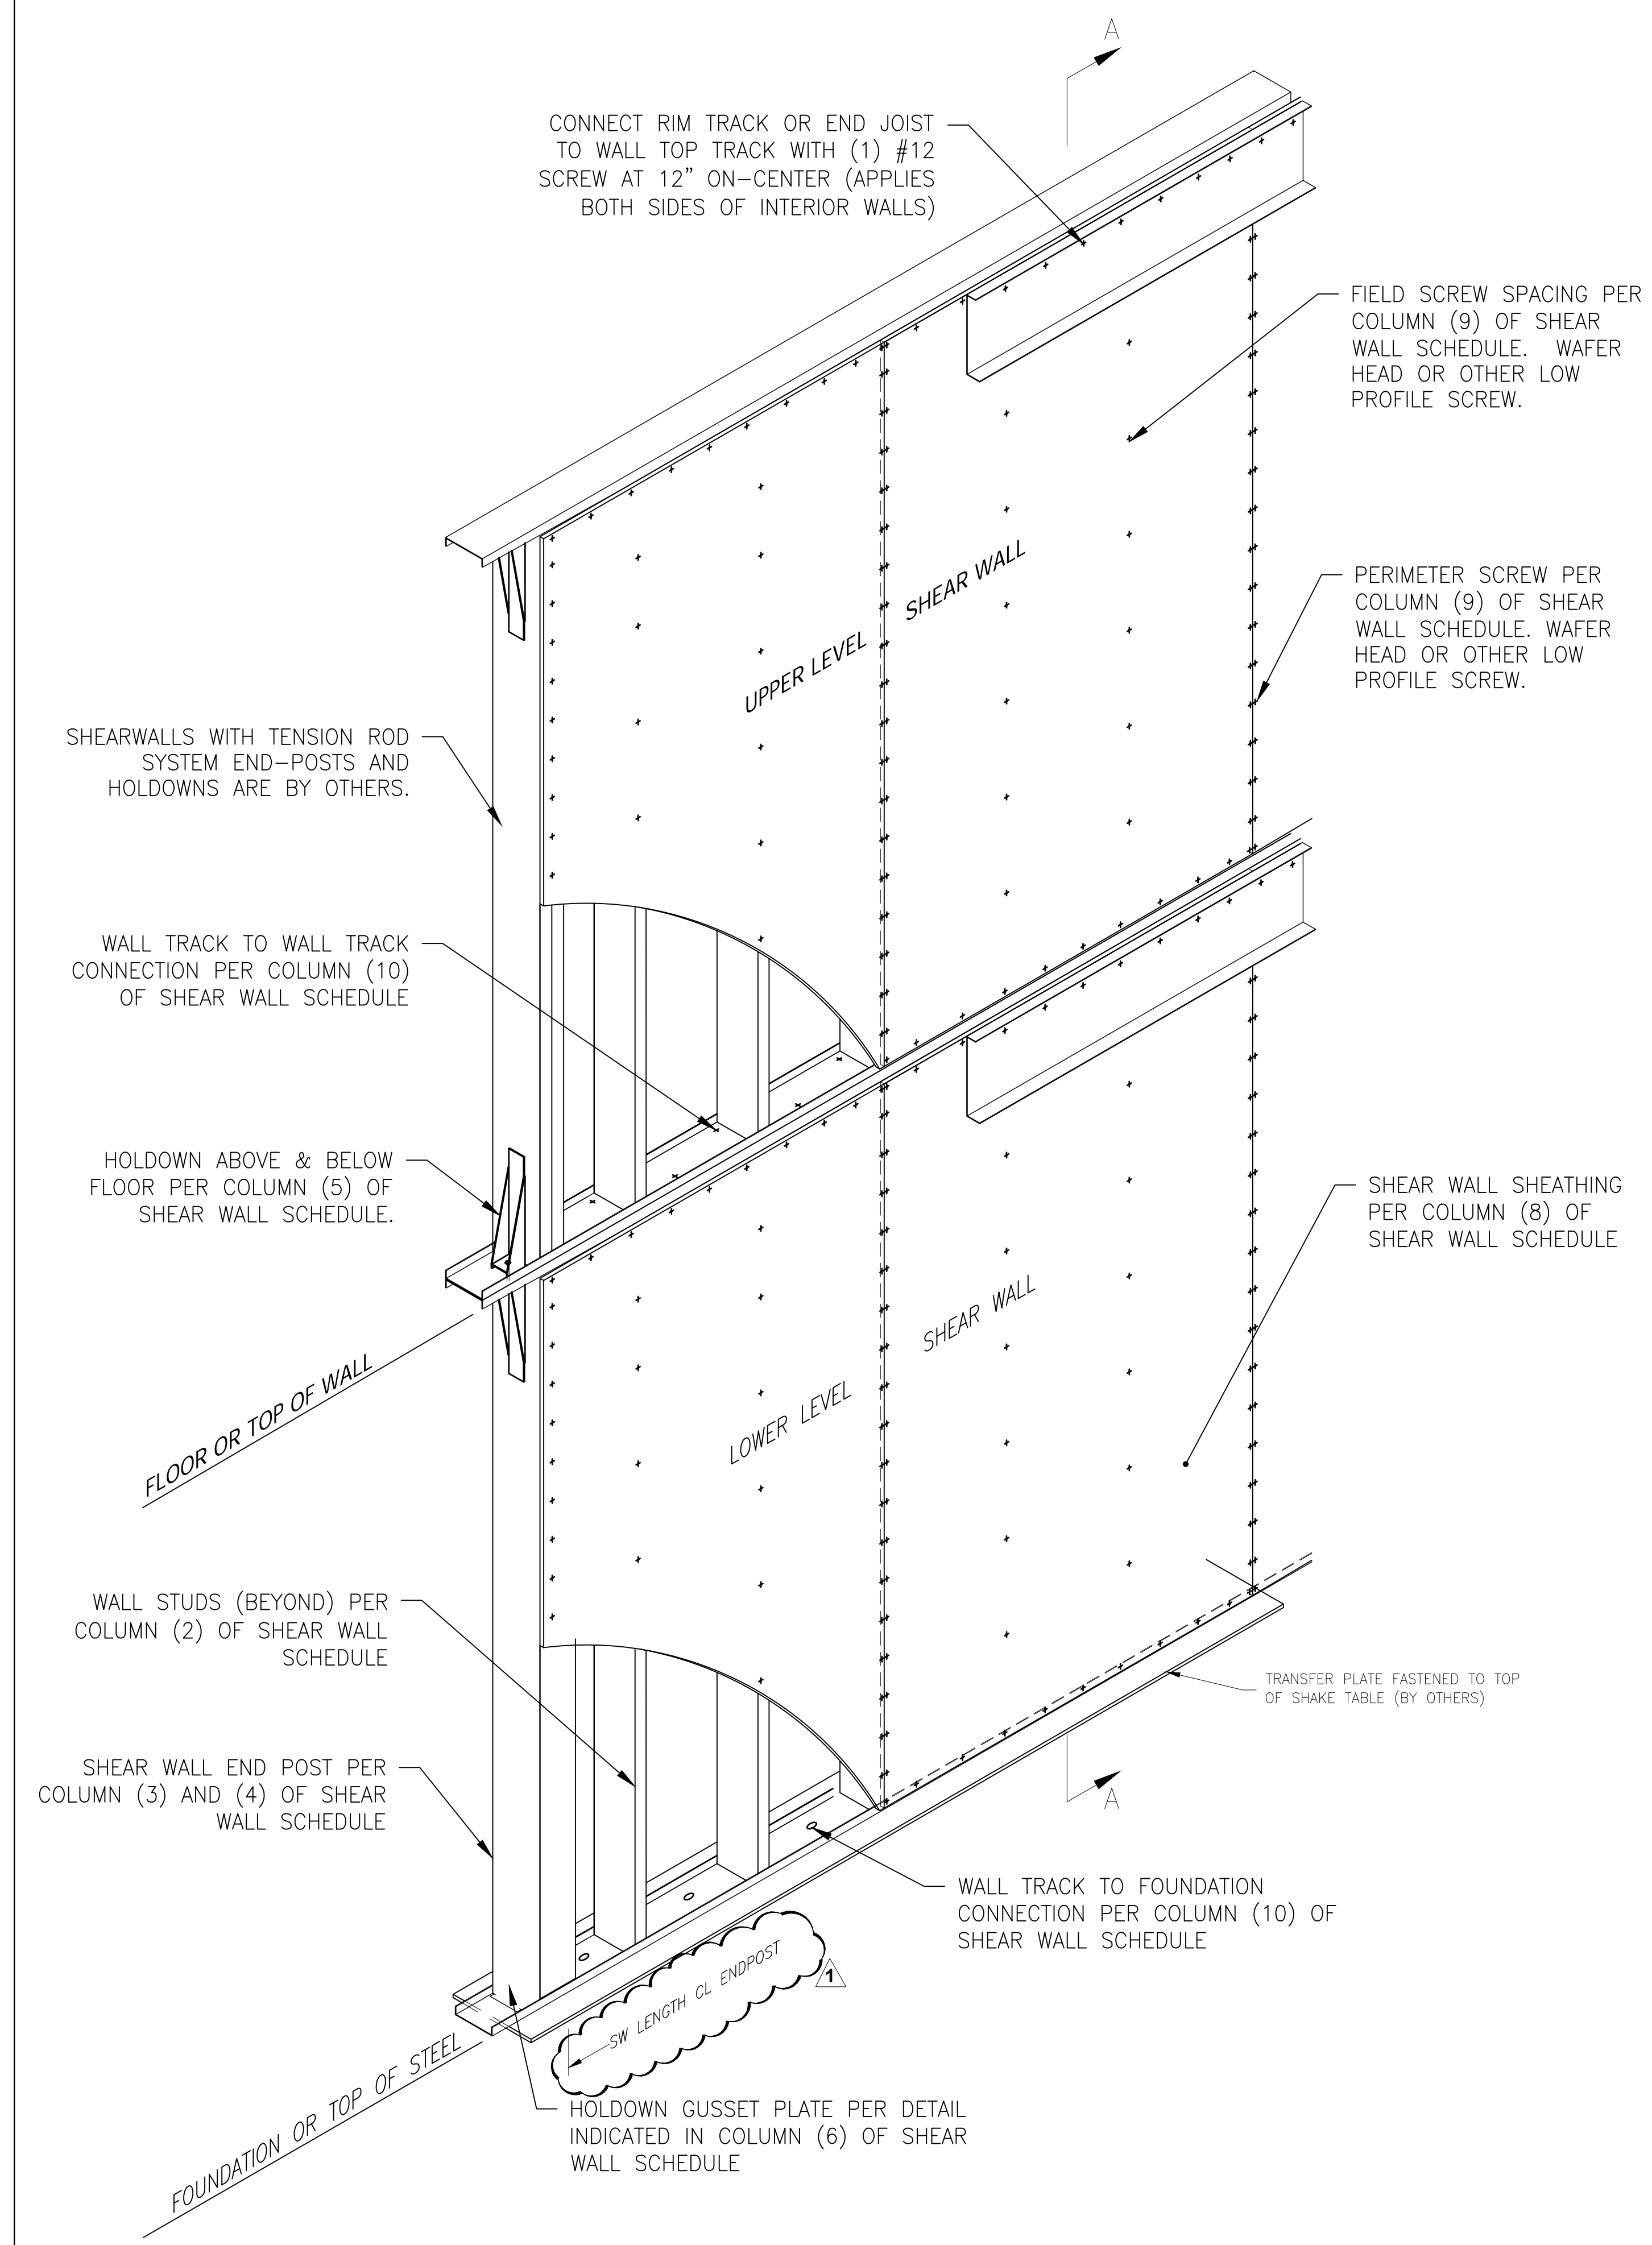 A
CONNECT RIM TRACK OR END JOIST
TO WALL TOP TRACK WITH (1) #12
SCREW AT 12" ON-CENTER (APPLIES
BOTH SIDES OF INTERIOR WALLS)
FIELD SCREW SPACING PER
COLUMN (9) OF SHEAR
WALL SCHEDULE. WAFER
HEAD OR OTHER LOW
PROFILE SCREW.
UPPER LEVEL SHEAR WALL
PERIMETER SCREW PER
COLUMN (9) OF SHEAR
WALL SCHEDULE. WAFER
HEAD OR OTHER LOW
PROFILE SCREW.
SHEARWALLS WITH TENSION ROD
SYSTEM END-POSTS AND
HOLDOWNS ARE BY OTHERS.
WALL TRACK TO WALL TRACK
CONNECTION PER COLUMN (10)
OF SHEAR WALL SCHEDULE
HOLDOWN ABOVE & BELOW
FLOOR PER COLUMN (5) OF
SHEAR WALL SCHEDULE.
SHEAR WALL SHEATHING
PER COLUMN (8) OF
SHEAR WALL SCHEDULE
FLOOR OR TOP OF WALL
LOWER LEVEL SHEAR WALL
WALL STUDS (BEYOND) PER
COLUMN (2) OF SHEAR WALL
SCHEDULE
TRANSFER PLATE FASTENED TO TOP
OF SHAKE TABLE (BY OTHERS)
SHEAR WALL END POST PER
COLUMN (3) AND (4) OF SHEAR
WALL SCHEDULE
A
WALL TRACK TO FOUNDATION
CONNECTION PER COLUMN (10) OF
SHEAR WALL SCHEDULE
SW LENGTH CL ENDPOST
1
FOUNDATION OR TOP OF STEEL
HOLDOWN GUSSET PLATE PER DETAIL
INDICATED IN COLUMN (6) OF SHEAR
WALL SCHEDULE